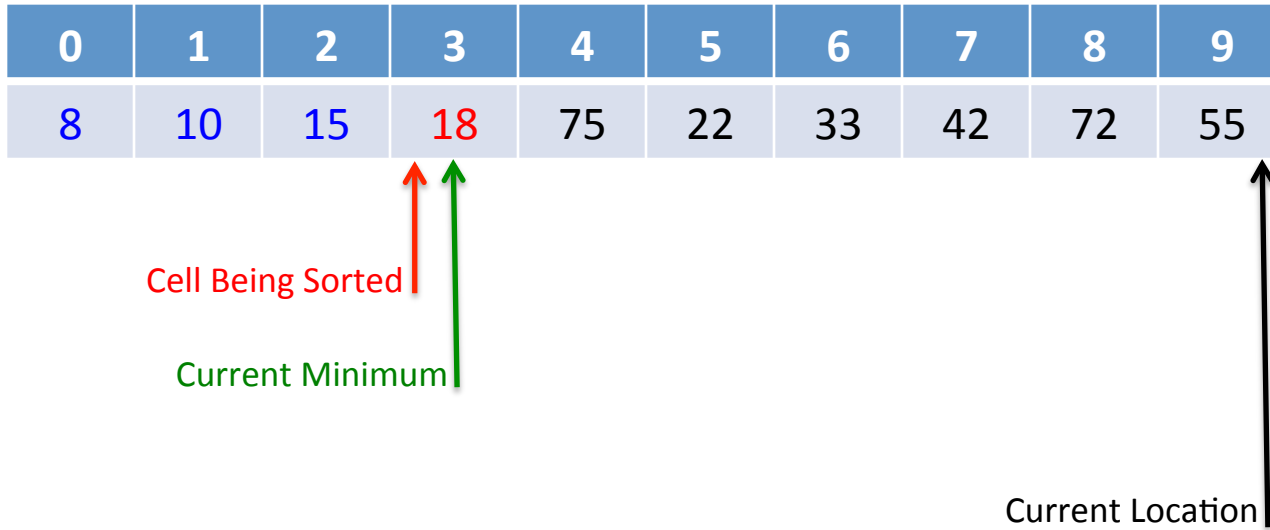 0 1 2 3 4 5 6 7 8 9
8 10 15 18 75 22 33 42 72 55
Cell Being Sorted
Current Minimum
Current Location